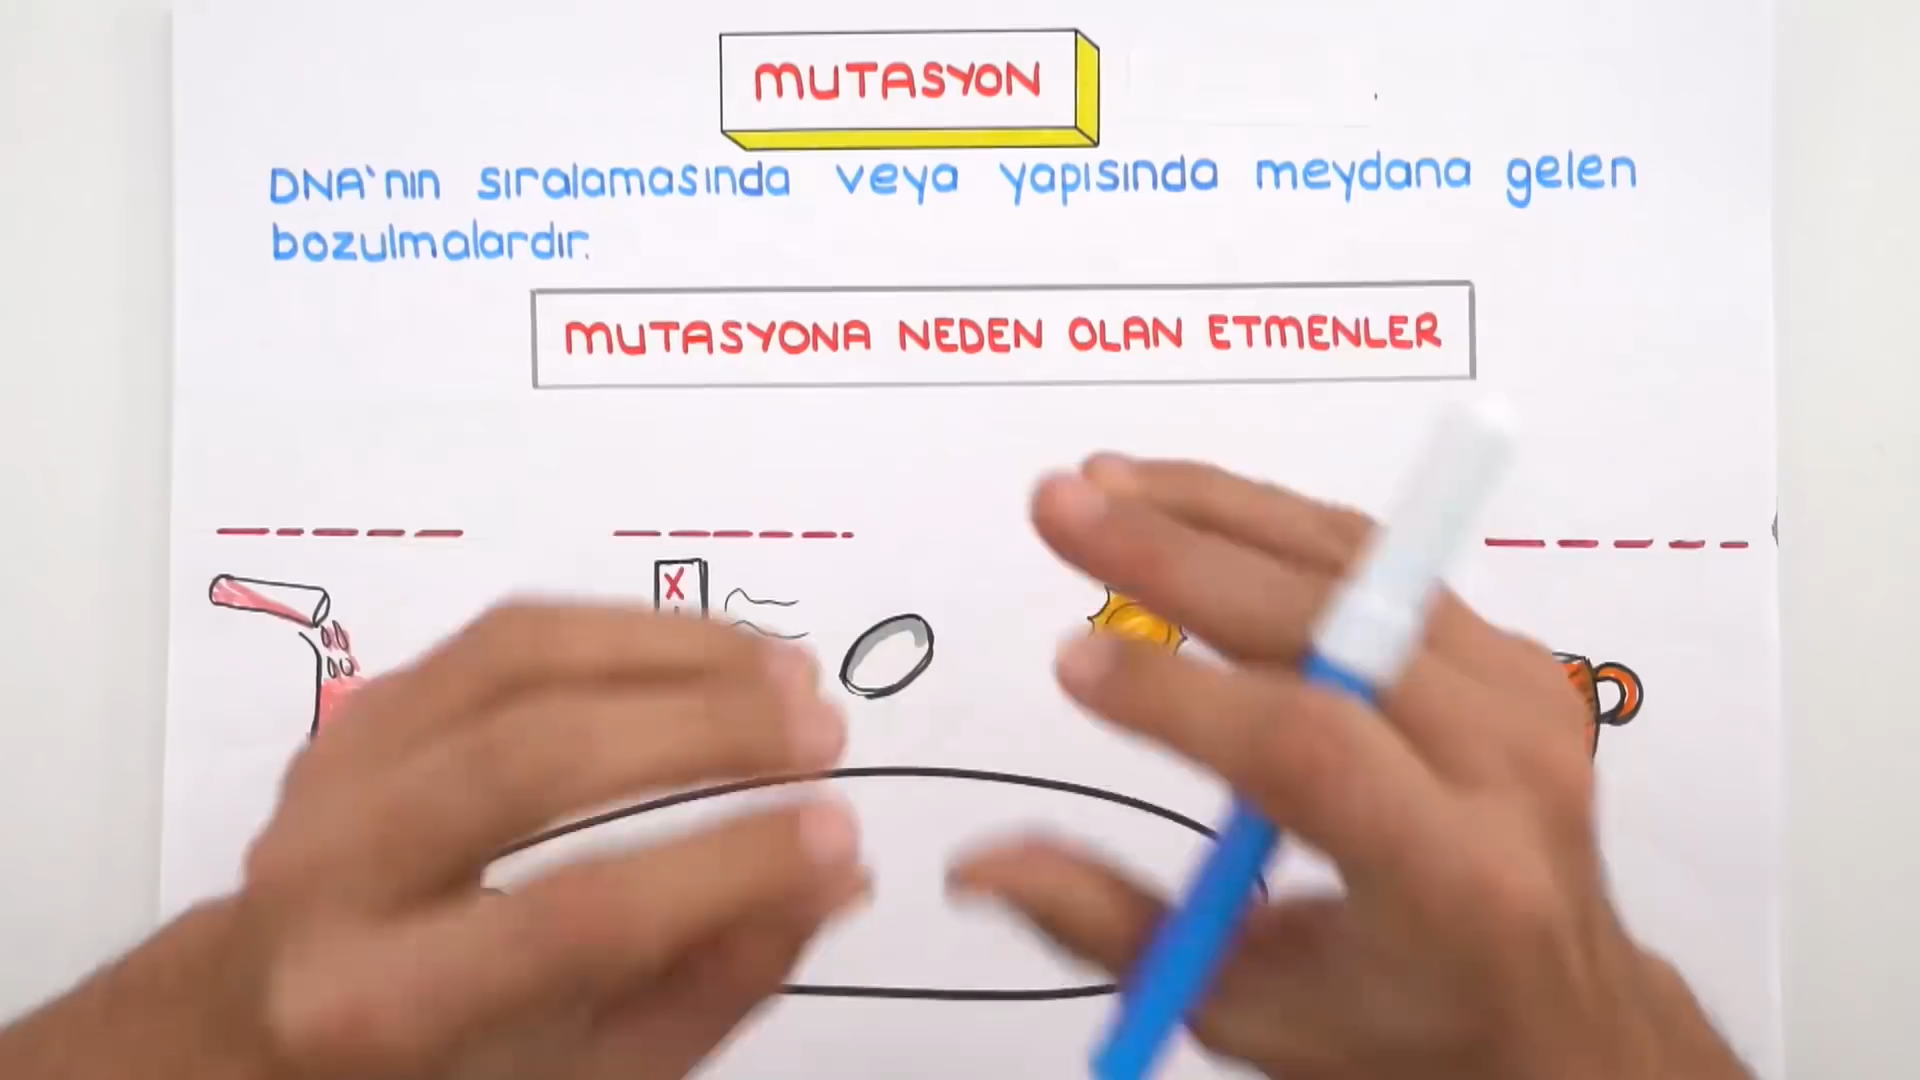 MUTASYON
DNA'nın sıralamasında veya yapısında meydana gelen
bozulmalardır.
MUTASYONA NEDEN OLAN ETMENLER
X